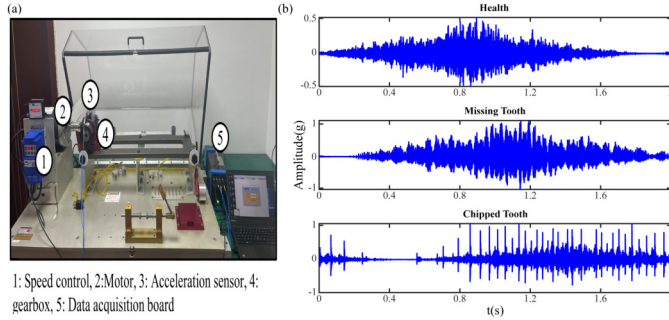 (a)
1
2
3
4
5
1: Speed control, 2:Motor, 3: Acceleration sensor, 4:
gearbox, 5: Data acquisition board
(b)
Health
0.5
0
-0.5
0 0.4 0.8 1.2 1.6
Missing Tooth
Amplitude(g)
1
0
-1
0 0.4 0.8 1.2 1.6
Chipped Tooth
1
0
-1
0 0.4 0.8 1.2 1.6
t(s)